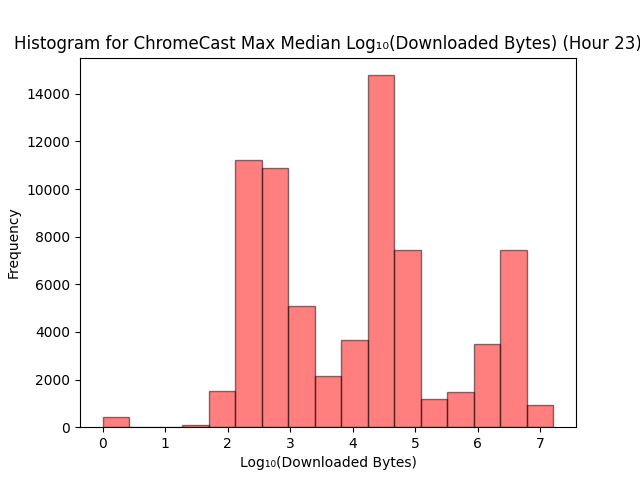 Histogram for ChromeCast Max Median Log₁₀(Downloaded Bytes) (Hour 23)
14000
12000
10000
8000
6000
4000
2000
0
Frequency
0 1 2 3 4 5 6 7
Log₁₀(Downloaded Bytes)